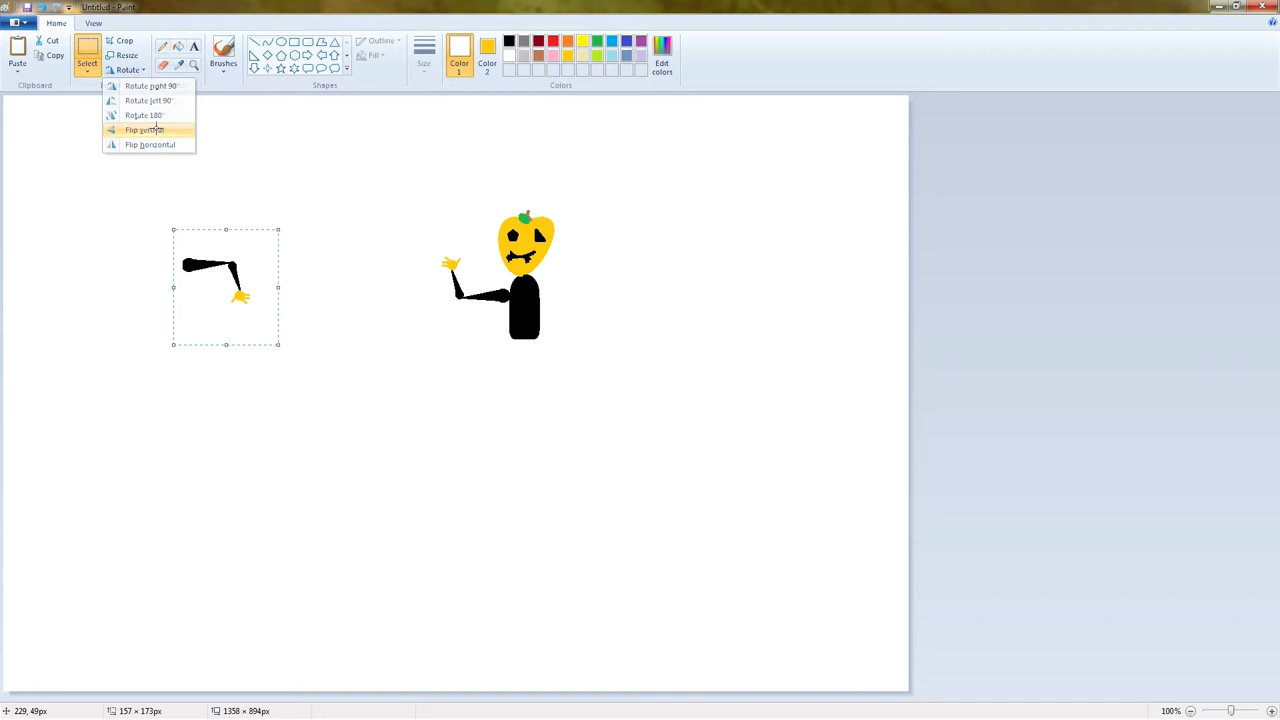 Untitled - Paint
Home View
Paste
Cut
Copy
Select
Crop
Resize
Rotate
A
Brushes
Outline
Fill
Size
Color 1
Color 2
Edit colors
Clipboard
Shapes
Colors
Rotate right 90°
Rotate left 90°
Rotate 180°
Flip vertical
Flip horizontal
229, 49px
157 × 173px
1358 × 894px
100%